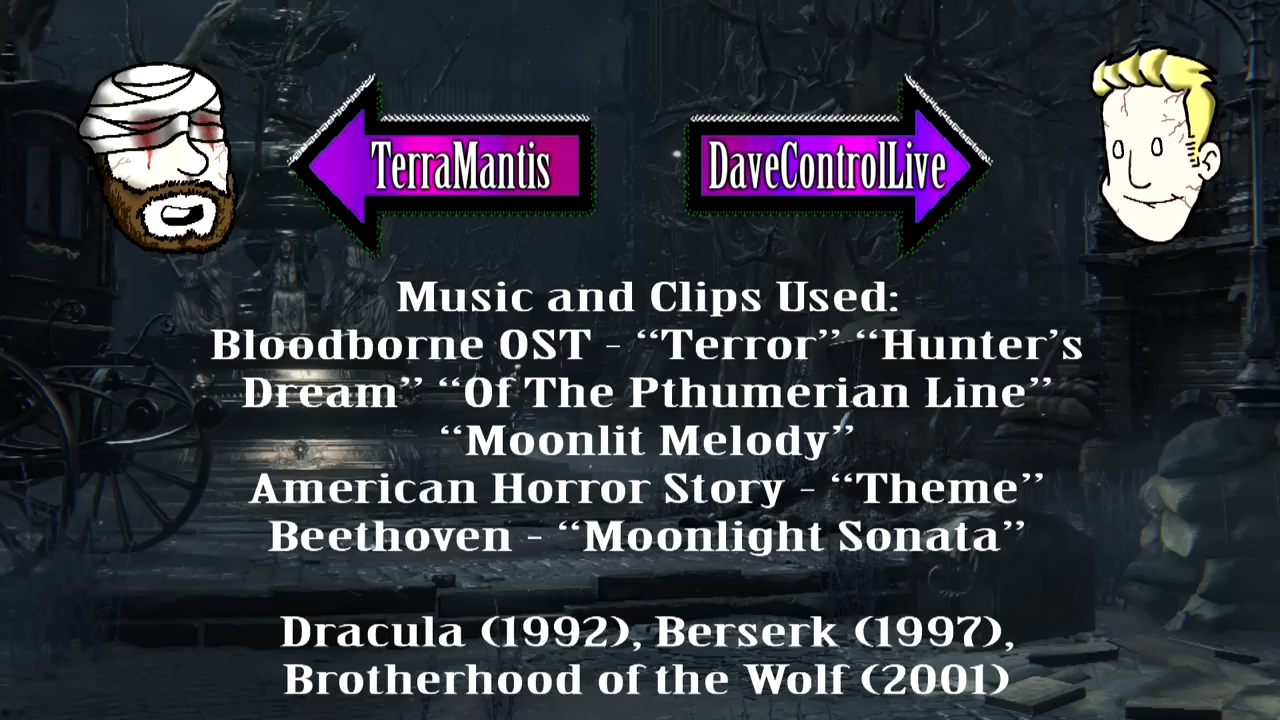 TerraMantis
DaveControlLive
Music and Clips Used:
Bloodborne OST - “Terror” “Hunter’s
Dream” “Of The Pthumerian Line”
“Moonlit Melody”
American Horror Story - “Theme”
Beethoven - “Moonlight Sonata”
Dracula (1992), Berserk (1997),
Brotherhood of the Wolf (2001)